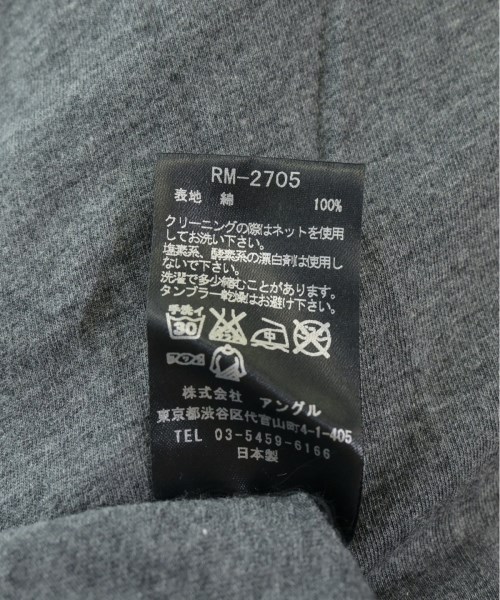 RM-2705
表地 綿 100%
クリーニングの際はネットを使用
してお洗い下さい。
塩素系、酵素系の漂白剤は使用し
ないで下さい。
洗濯で多少縮むことがあります。
タンブラー乾燥はお避け下さい。
手洗イ
30
中
株式会社 アングル
東京都渋谷区代官山町4-1-405
TEL 03-5459-6166
日本製